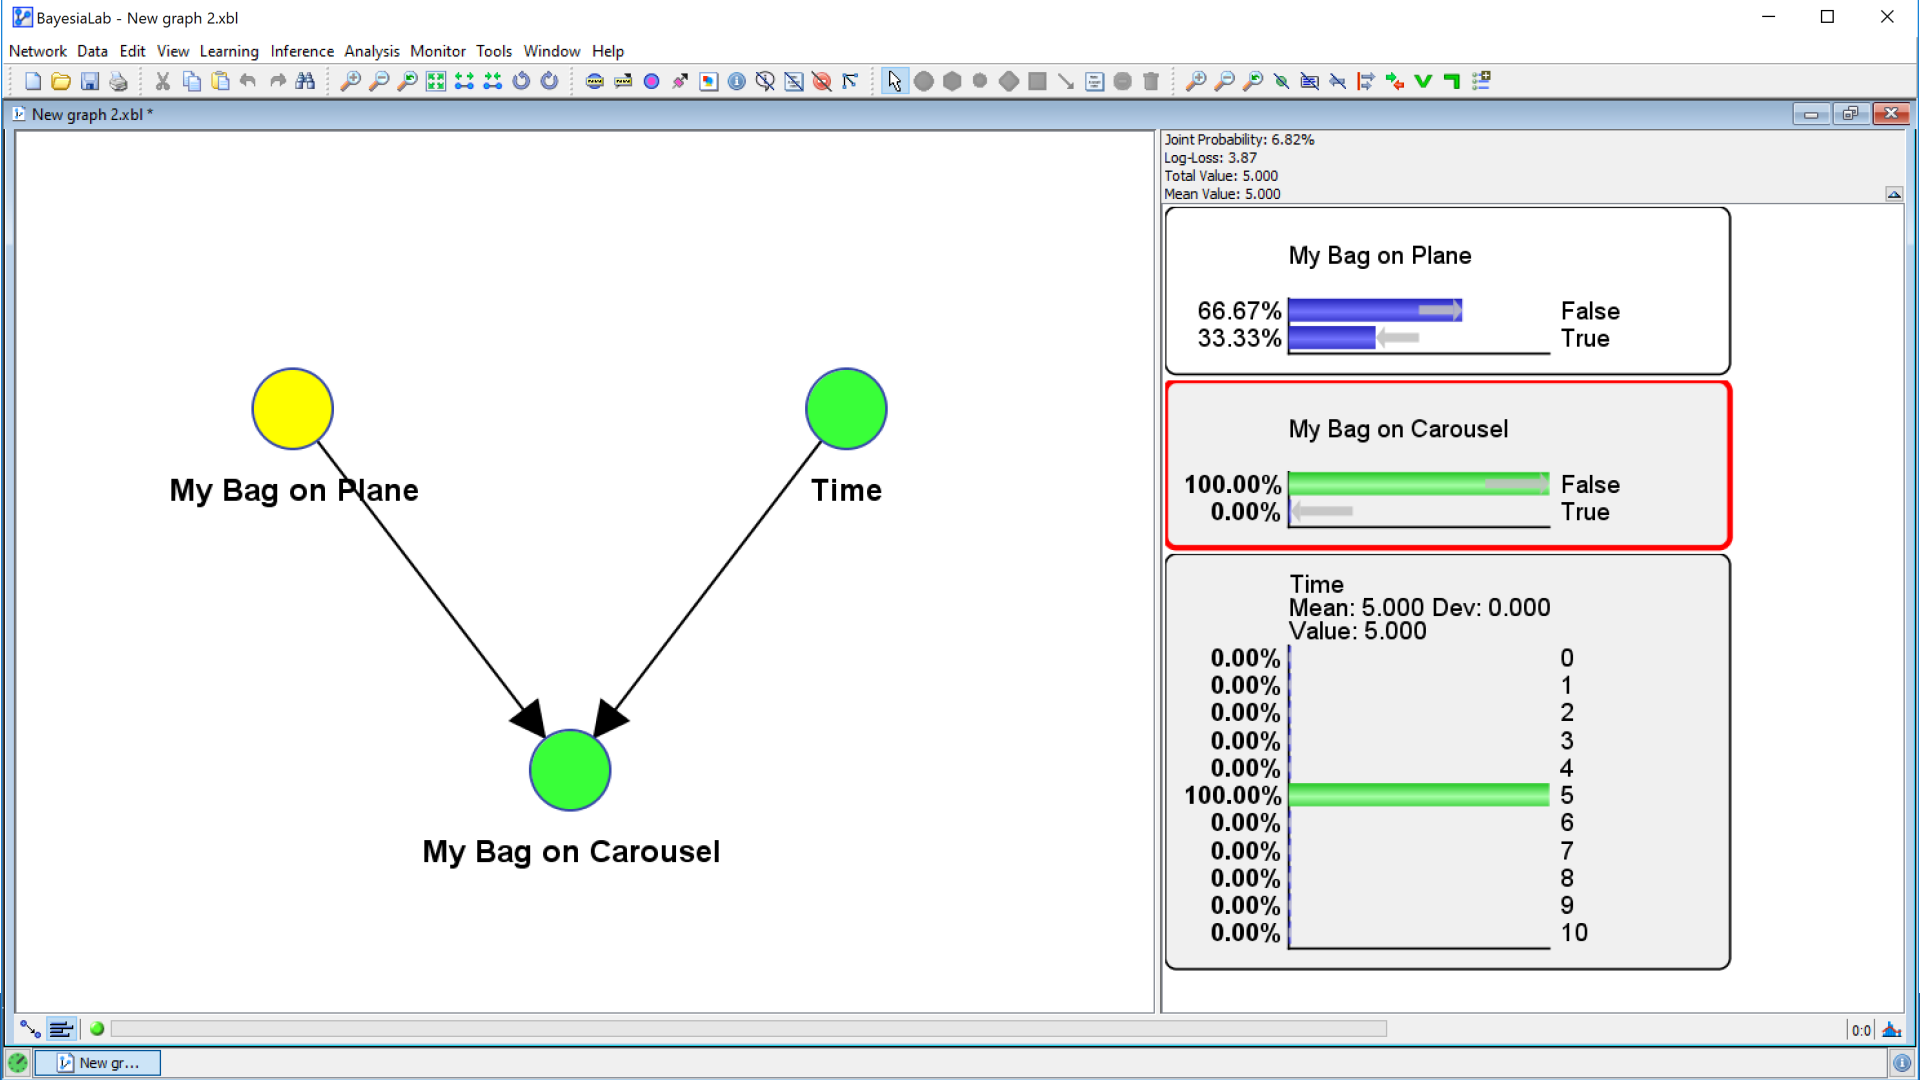 BayesiaLab - New graph 2.xbl
Network Data Edit View Learning Inference Analysis Monitor Tools Window Help
New graph 2.xbl *
My Bag on Plane
Time
My Bag on Carousel
Joint Probability: 6.82%
Log-Loss: 3.87
Total Value: 5.000
Mean Value: 5.000
My Bag on Plane
66.67% False
33.33% True
My Bag on Carousel
100.00% False
0.00% True
Time
Mean: 5.000 Dev: 0.000
Value: 5.000
0.00% 0
0.00% 1
0.00% 2
0.00% 3
0.00% 4
100.00% 5
0.00% 6
0.00% 7
0.00% 8
0.00% 9
0.00% 10
0:0
New gr...